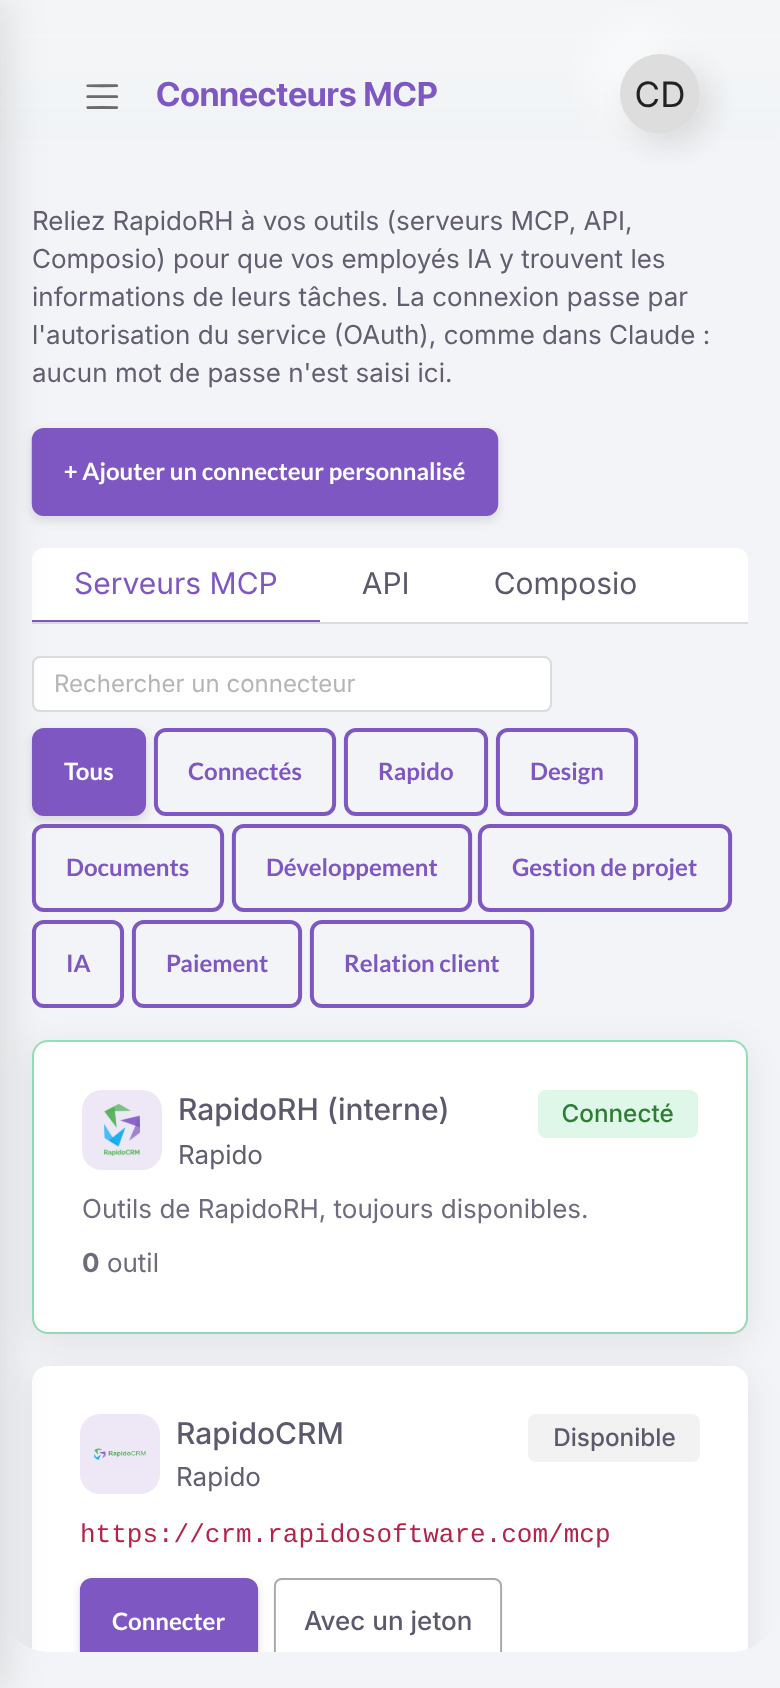 Connecteurs MCP
CD
Reliez RapidoRH à vos outils (serveurs MCP, API,
Composio) pour que vos employés IA y trouvent les
informations de leurs tâches. La connexion passe par
l'autorisation du service (OAuth), comme dans Claude :
aucun mot de passe n'est saisi ici.
+ Ajouter un connecteur personnalisé
Serveurs MCP API Composio
Rechercher un connecteur
Tous Connectés Rapido Design
Documents Développement Gestion de projet
IA Paiement Relation client
RapidoRH (interne) Connecté
RapidoCRM
Rapido
Outils de RapidoRH, toujours disponibles.
0 outil
RapidoCRM Disponible
RapidoCRM
Rapido
https://crm.rapidosoftware.com/mcp
Connecter Avec un jeton